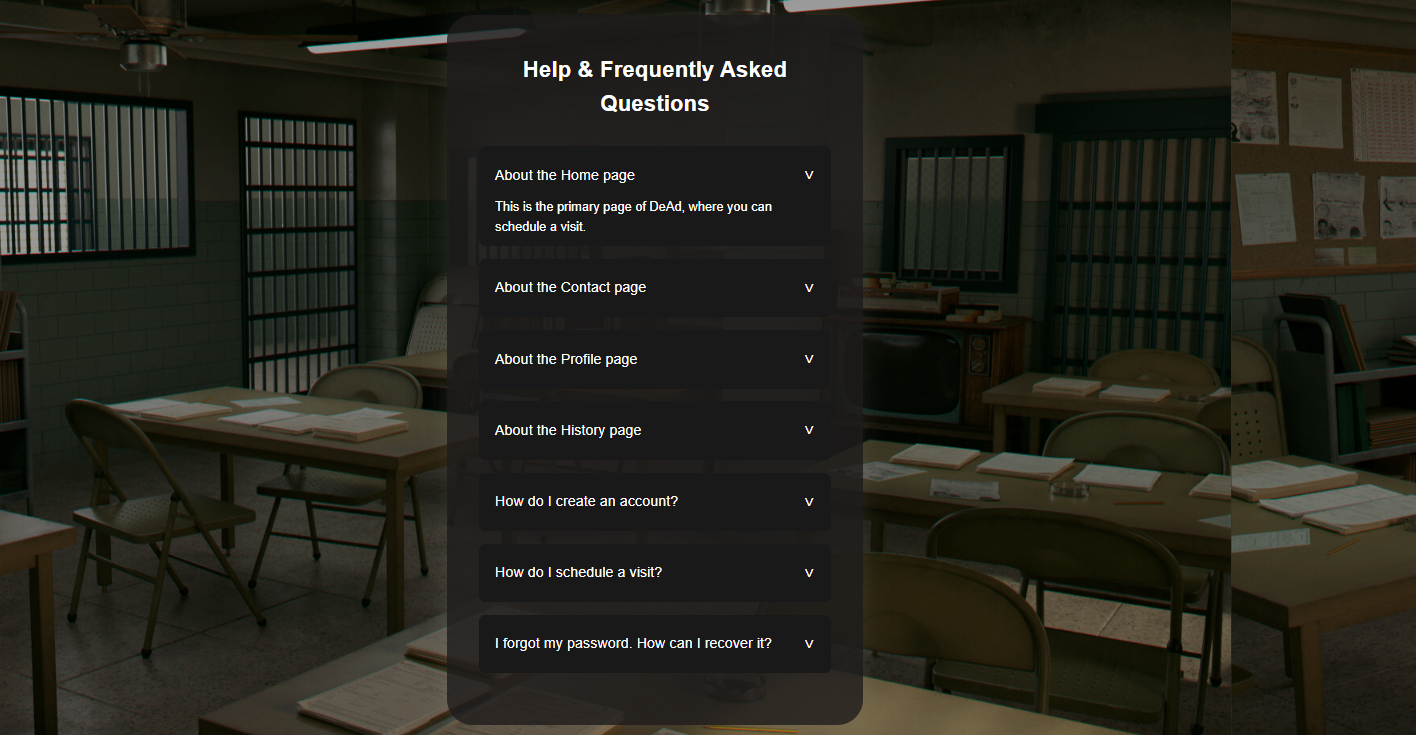 Help & Frequently Asked
Questions
About the Home page v
This is the primary page of DeAd, where you can
schedule a visit.
About the Contact page v
About the Profile page v
About the History page v
How do I create an account? v
How do I schedule a visit? v
I forgot my password. How can I recover it? v